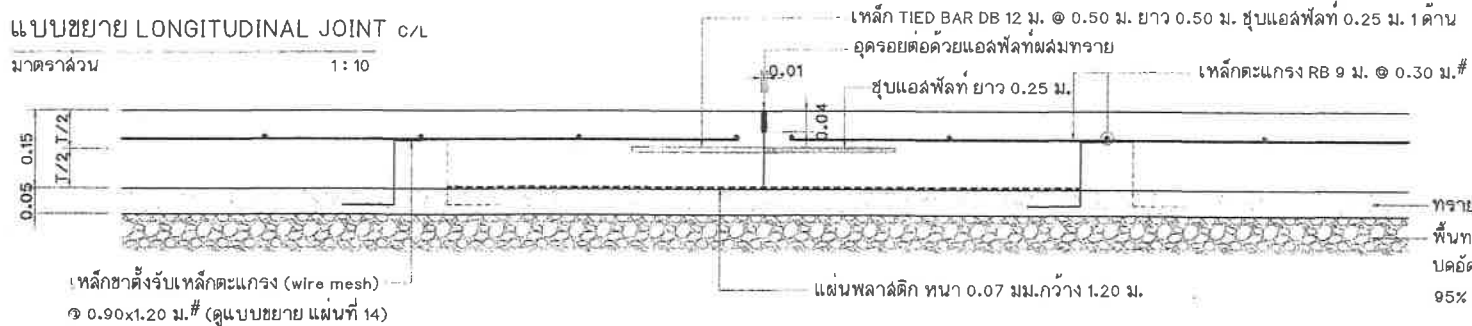 แบบขยาย LONGITUDINAL JOINT C/L
มาตราส่วน 1:10
เหล็ก TIED BAR DB 12 ม. @ 0.50 ม. ยาว 0.50 ม. ชุบแอสฟัลท์ 0.25 ม. 1 ด้าน
อุดรอยต่อด้วยแอสฟัลท์ผสมทราย
0.01
เหล็กตะแกรง RB 9 ม. @ 0.30 ม.#
ชุบแอสฟัลท์ ยาว 0.25 ม.
0.04
0.15
T/2
T/2
0.05
ทราย
พื้นท
บดอัด
95%
เหล็กขาตั้งรับเหล็กตะแกรง (wire mesh)
@ 0.90x1.20 ม.# (ดูแบบขยาย แผ่นที่ 14)
แผ่นพลาสติก หนา 0.07 มม.กว้าง 1.20 ม.